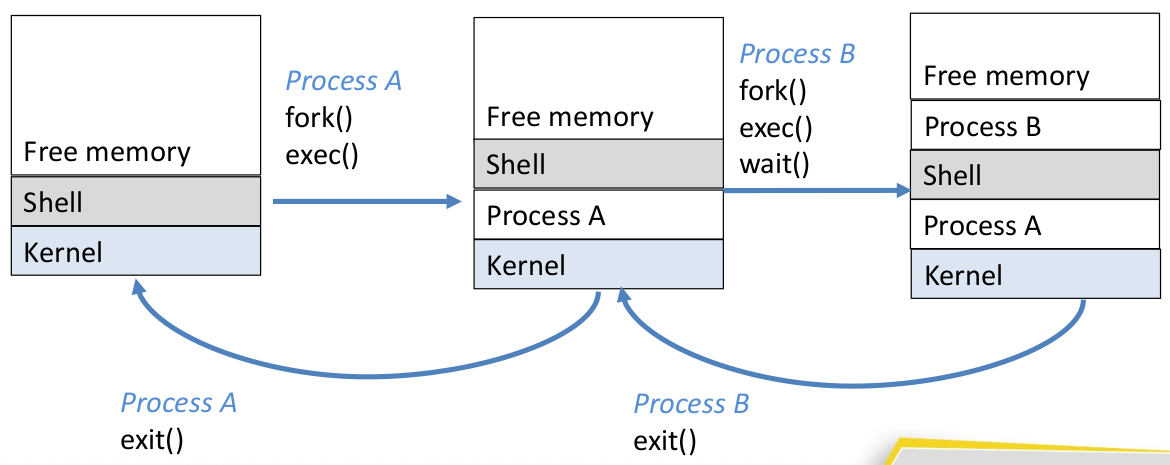 Free memory
Shell
Kernel
Process A
fork()
exec()
Free memory
Shell
Process A
Kernel
Process B
fork()
exec()
wait()
Free memory
Process B
Shell
Process A
Kernel
Process A
exit()
Process B
exit()